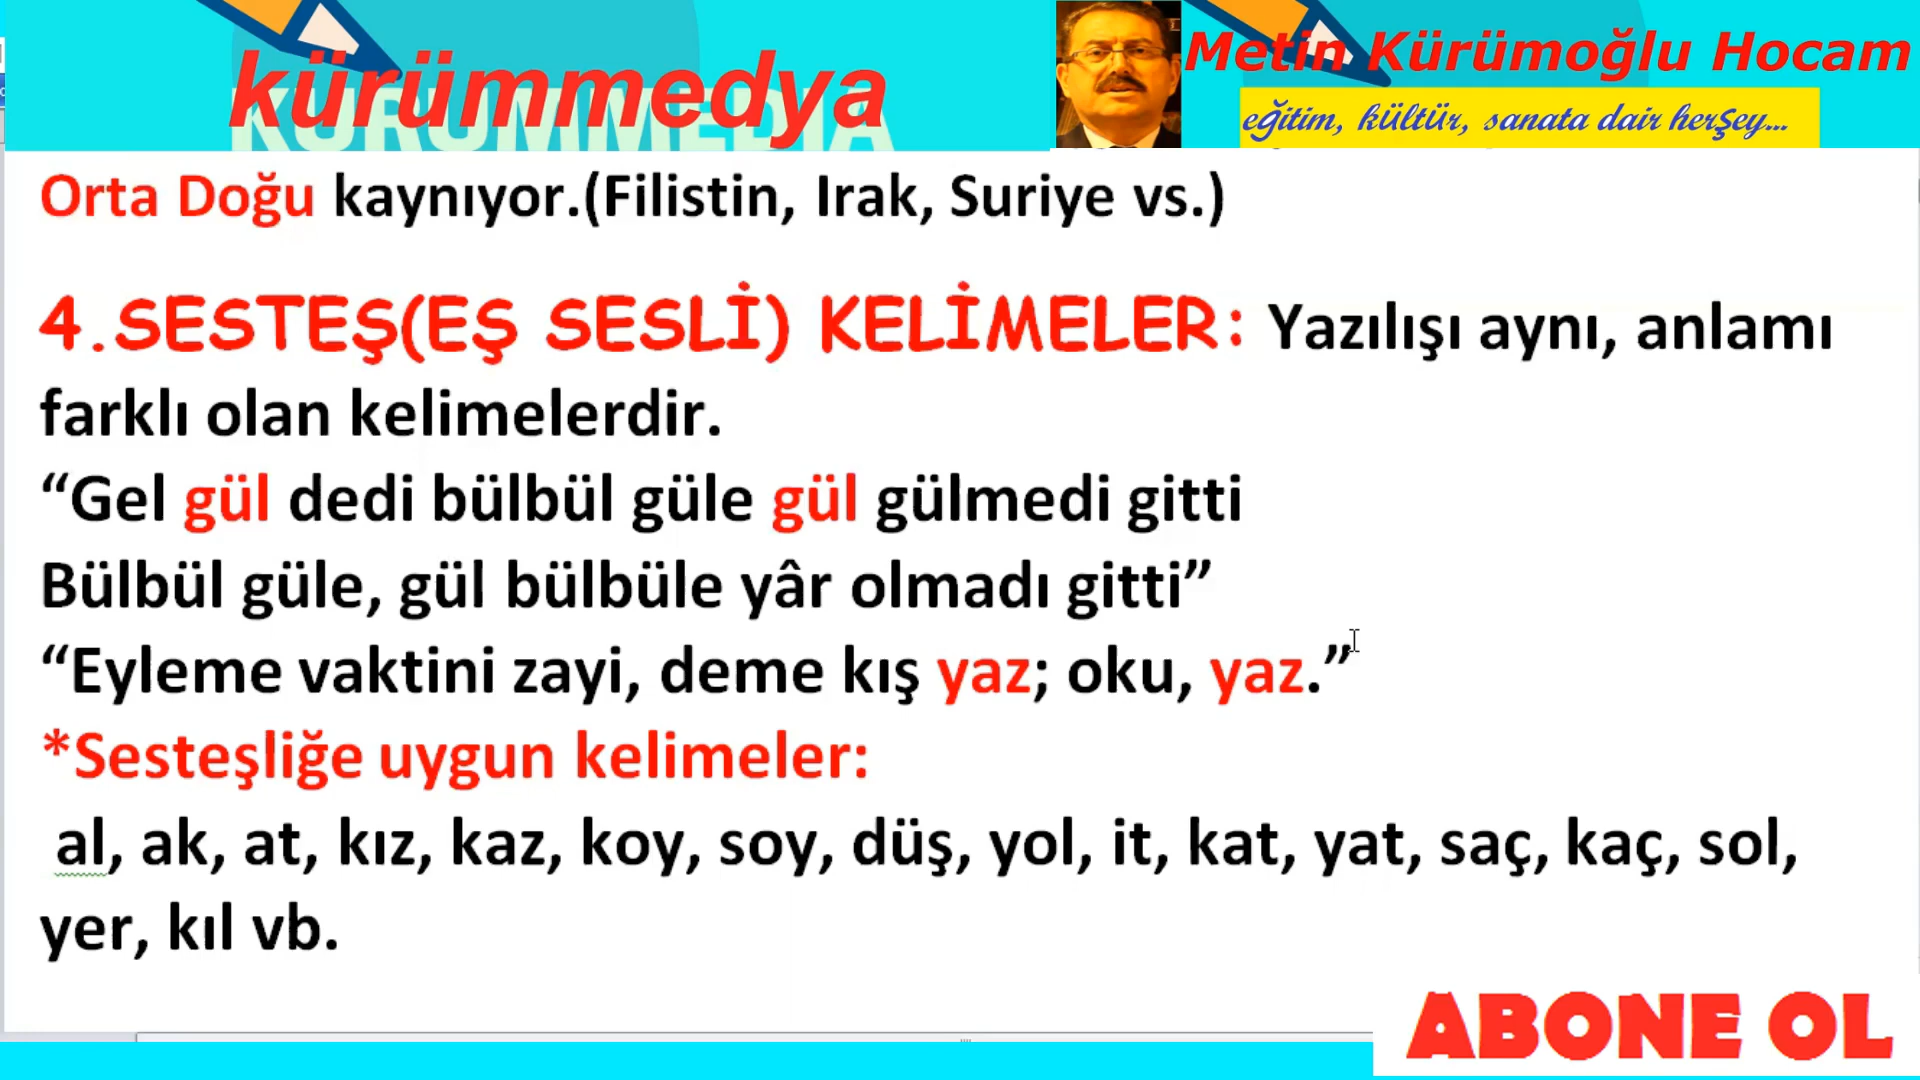 kürümmedya
KÜRÜMMEDIA
Metin Kürümoğlu Hocam
eğitim, kültür, sanata dair herşey...
Orta Doğu kaynıyor.(Filistin, Irak, Suriye vs.)
4.SESTEŞ(EŞ SESLİ) KELİMELER: Yazılışı aynı, anlamı
farklı olan kelimelerdir.
“Gel gül dedi bülbül güle gül gülmedi gitti
Bülbül güle, gül bülbüle yâr olmadı gitti”
“Eyleme vaktini zayi, deme kış yaz; oku, yaz.”
*Sesteşliğe uygun kelimeler:
al, ak, at, kız, kaz, koy, soy, düş, yol, it, kat, yat, saç, kaç, sol,
yer, kıl vb.
ABONE OL